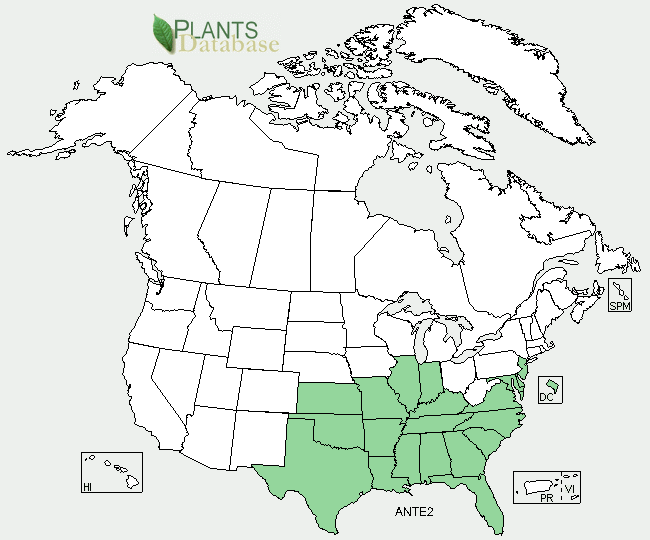 PLANTS
Database
SPM
DC
HI
PR
VI
ANTE2